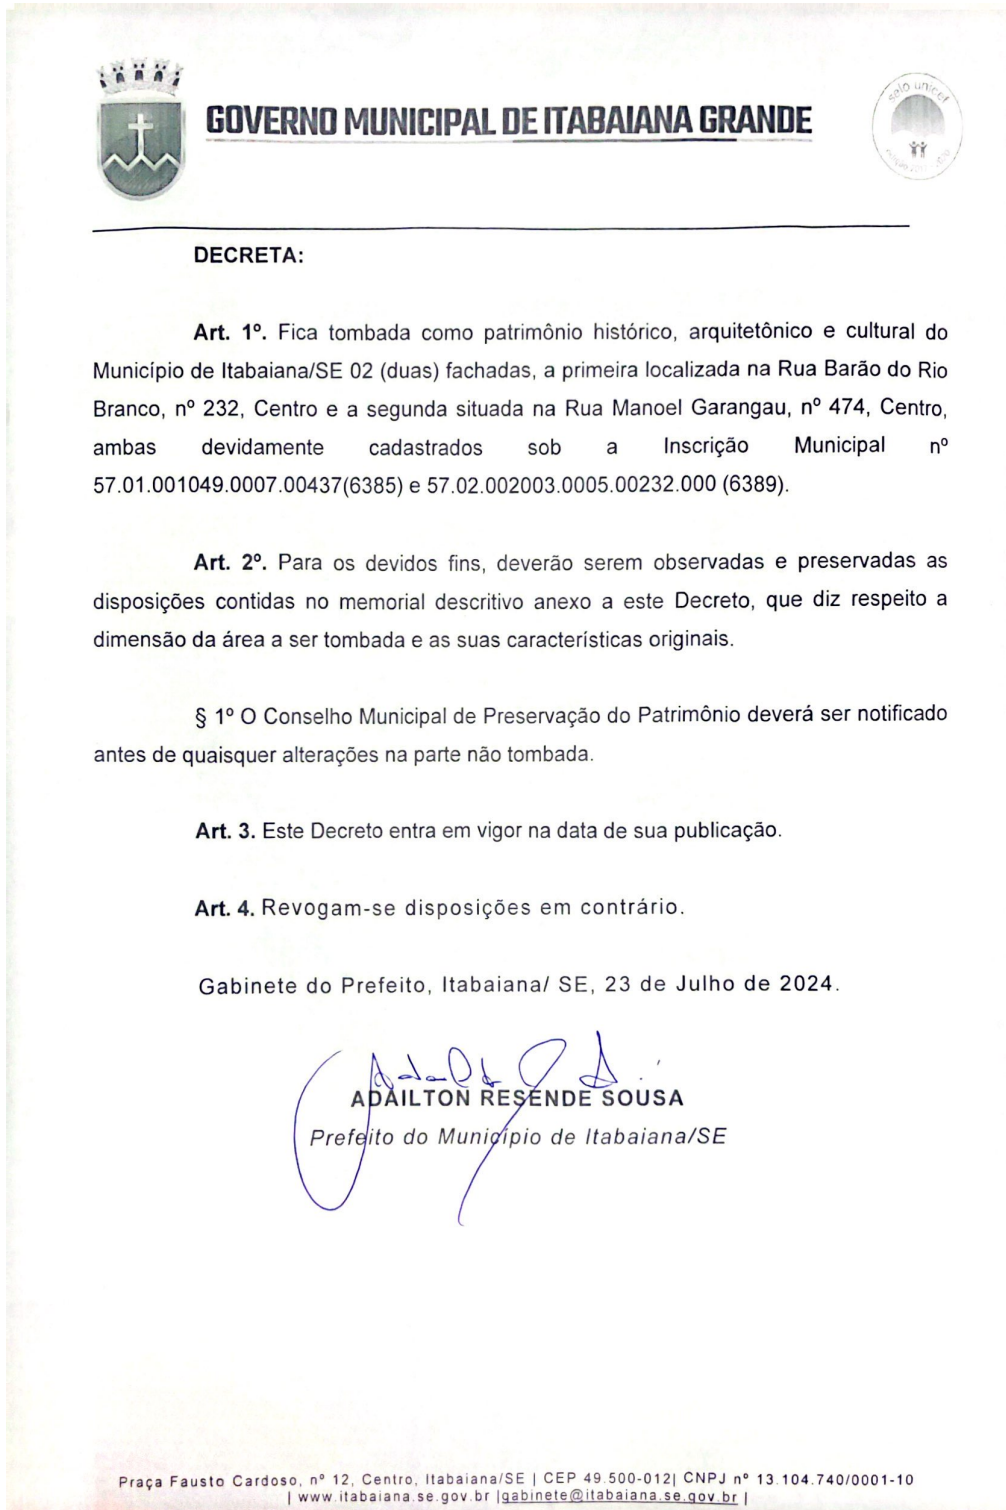 GOVERNO MUNICIPAL DE ITABAIANA GRANDE
selo unicef
DECRETA:
Art. 1º. Fica tombada como patrimônio histórico, arquitetônico e cultural do
Município de Itabaiana/SE 02 (duas) fachadas, a primeira localizada na Rua Barão do Rio
Branco, nº 232, Centro e a segunda situada na Rua Manoel Garangau, nº 474, Centro,
ambas devidamente cadastrados sob a Inscrição Municipal nº
57.01.001049.0007.00437(6385) e 57.02.002003.0005.00232.000 (6389).
Art. 2º. Para os devidos fins, deverão serem observadas e preservadas as
disposições contidas no memorial descritivo anexo a este Decreto, que diz respeito a
dimensão da área a ser tombada e as suas características originais.
§ 1º O Conselho Municipal de Preservação do Patrimônio deverá ser notificado
antes de quaisquer alterações na parte não tombada.
Art. 3. Este Decreto entra em vigor na data de sua publicação.
Art. 4. Revogam-se disposições em contrário.
Gabinete do Prefeito, Itabaiana/ SE, 23 de Julho de 2024.
ADAILTON RESENDE SOUSA
Prefeito do Município de Itabaiana/SE
Praça Fausto Cardoso, nº 12, Centro, Itabaiana/SE | CEP 49.500-012| CNPJ nº 13.104.740/0001-10
| www.itabaiana.se.gov.br |gabinete@itabaiana.se.gov.br |